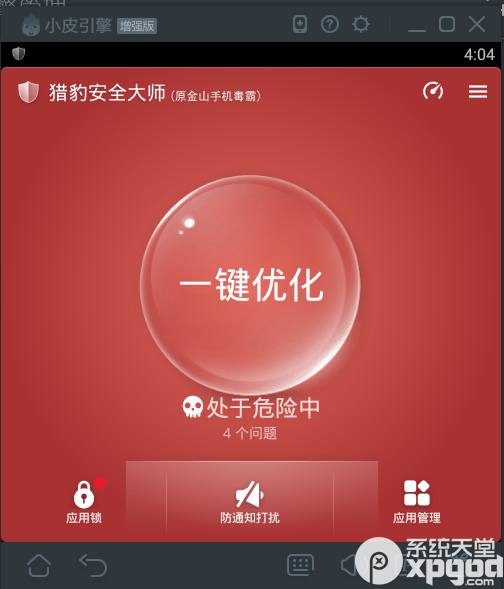 小皮引擎 增强版
4:04
猎豹安全大师 (原金山手机毒霸)
一键优化
处于危险中
4 个问题
应用锁 防通知打扰 应用管理
系统天堂
xpgod
.com